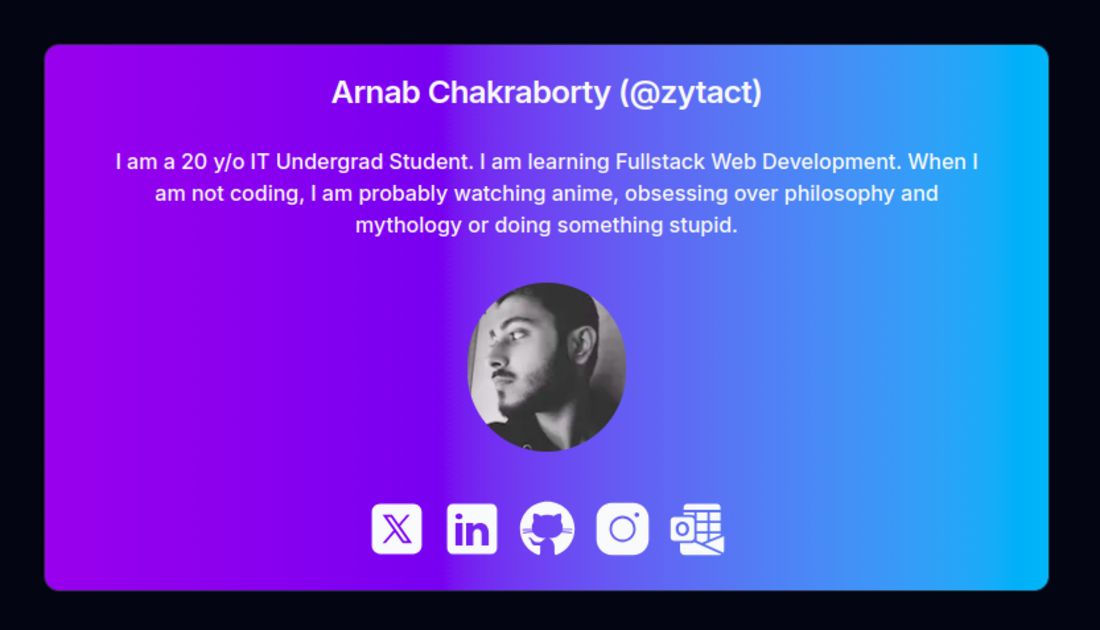 Arnab Chakraborty (@zytact)
I am a 20 y/o IT Undergrad Student. I am learning Fullstack Web Development. When I
am not coding, I am probably watching anime, obsessing over philosophy and
mythology or doing something stupid.